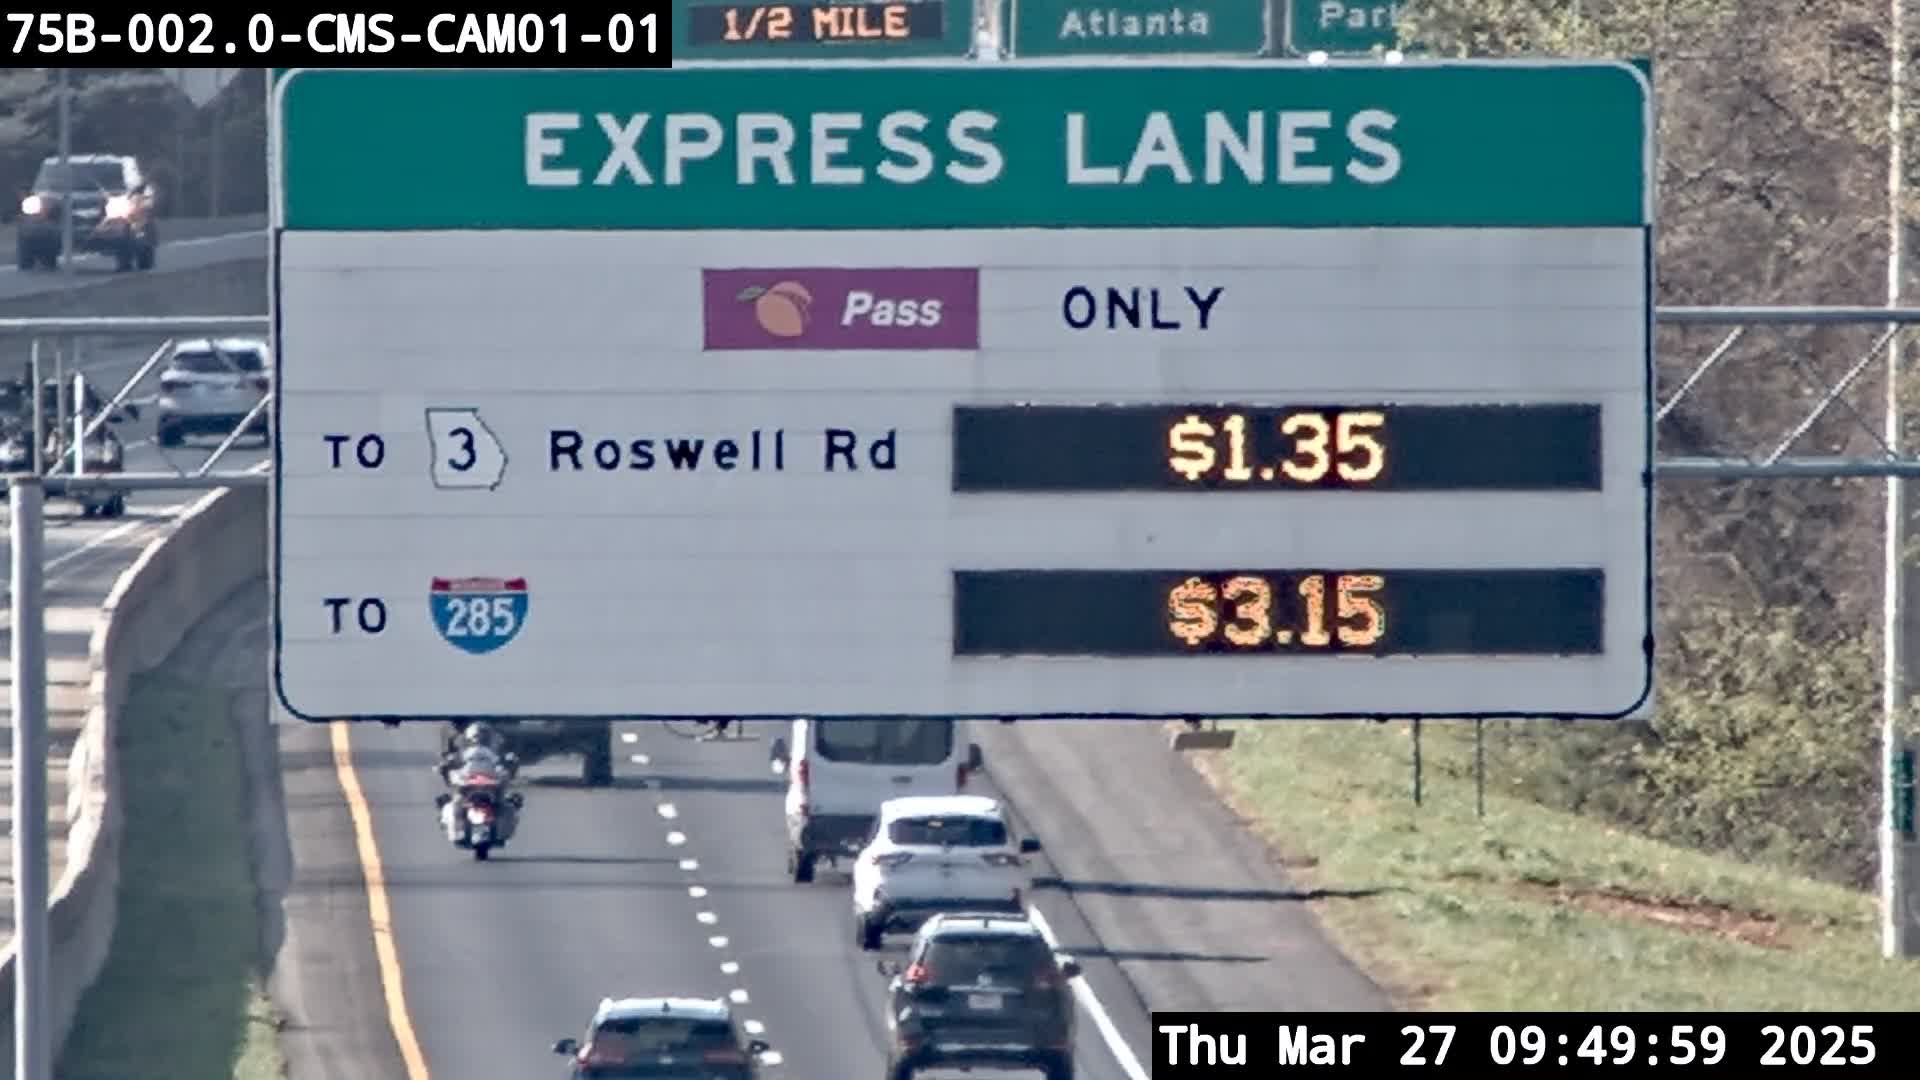 75B-002.0-CMS-CAM01-01
1/2 MILE
Atlanta
EXPRESS LANES
Pass ONLY
TO 3 Roswell Rd $1.35
TO 285 $3.15
Thu Mar 27 09:49:59 2025